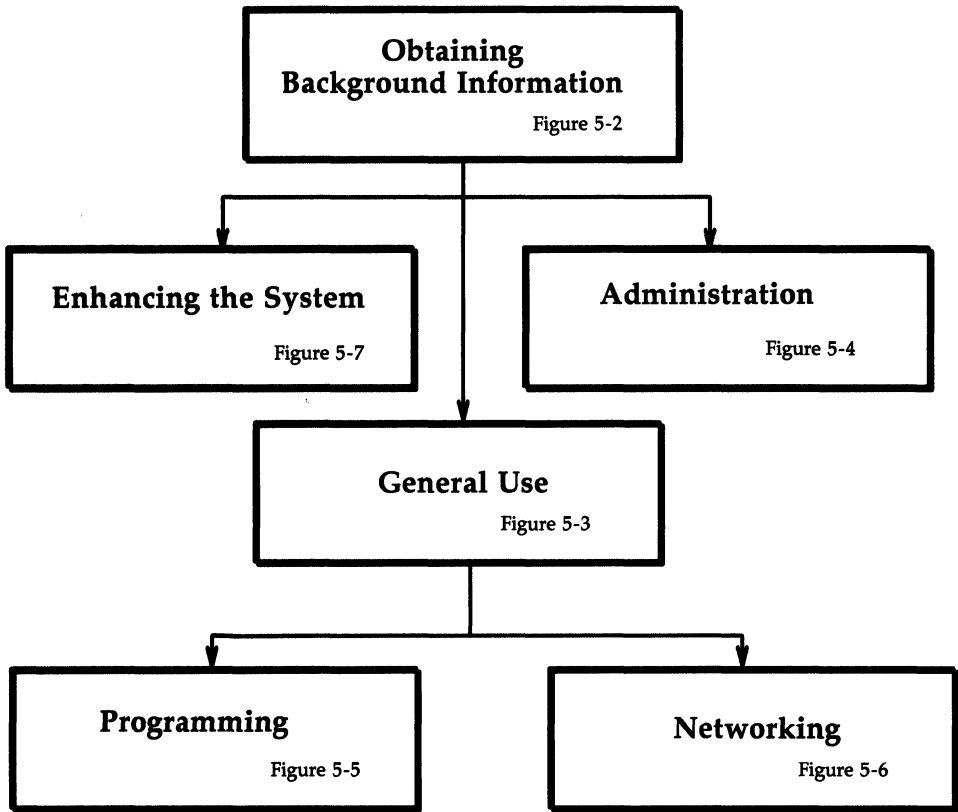 Obtaining
Background Information
Figure 5-2
Enhancing the System
Figure 5-7
Administration
Figure 5-4
General Use
Figure 5-3
Programming
Figure 5-5
Networking
Figure 5-6